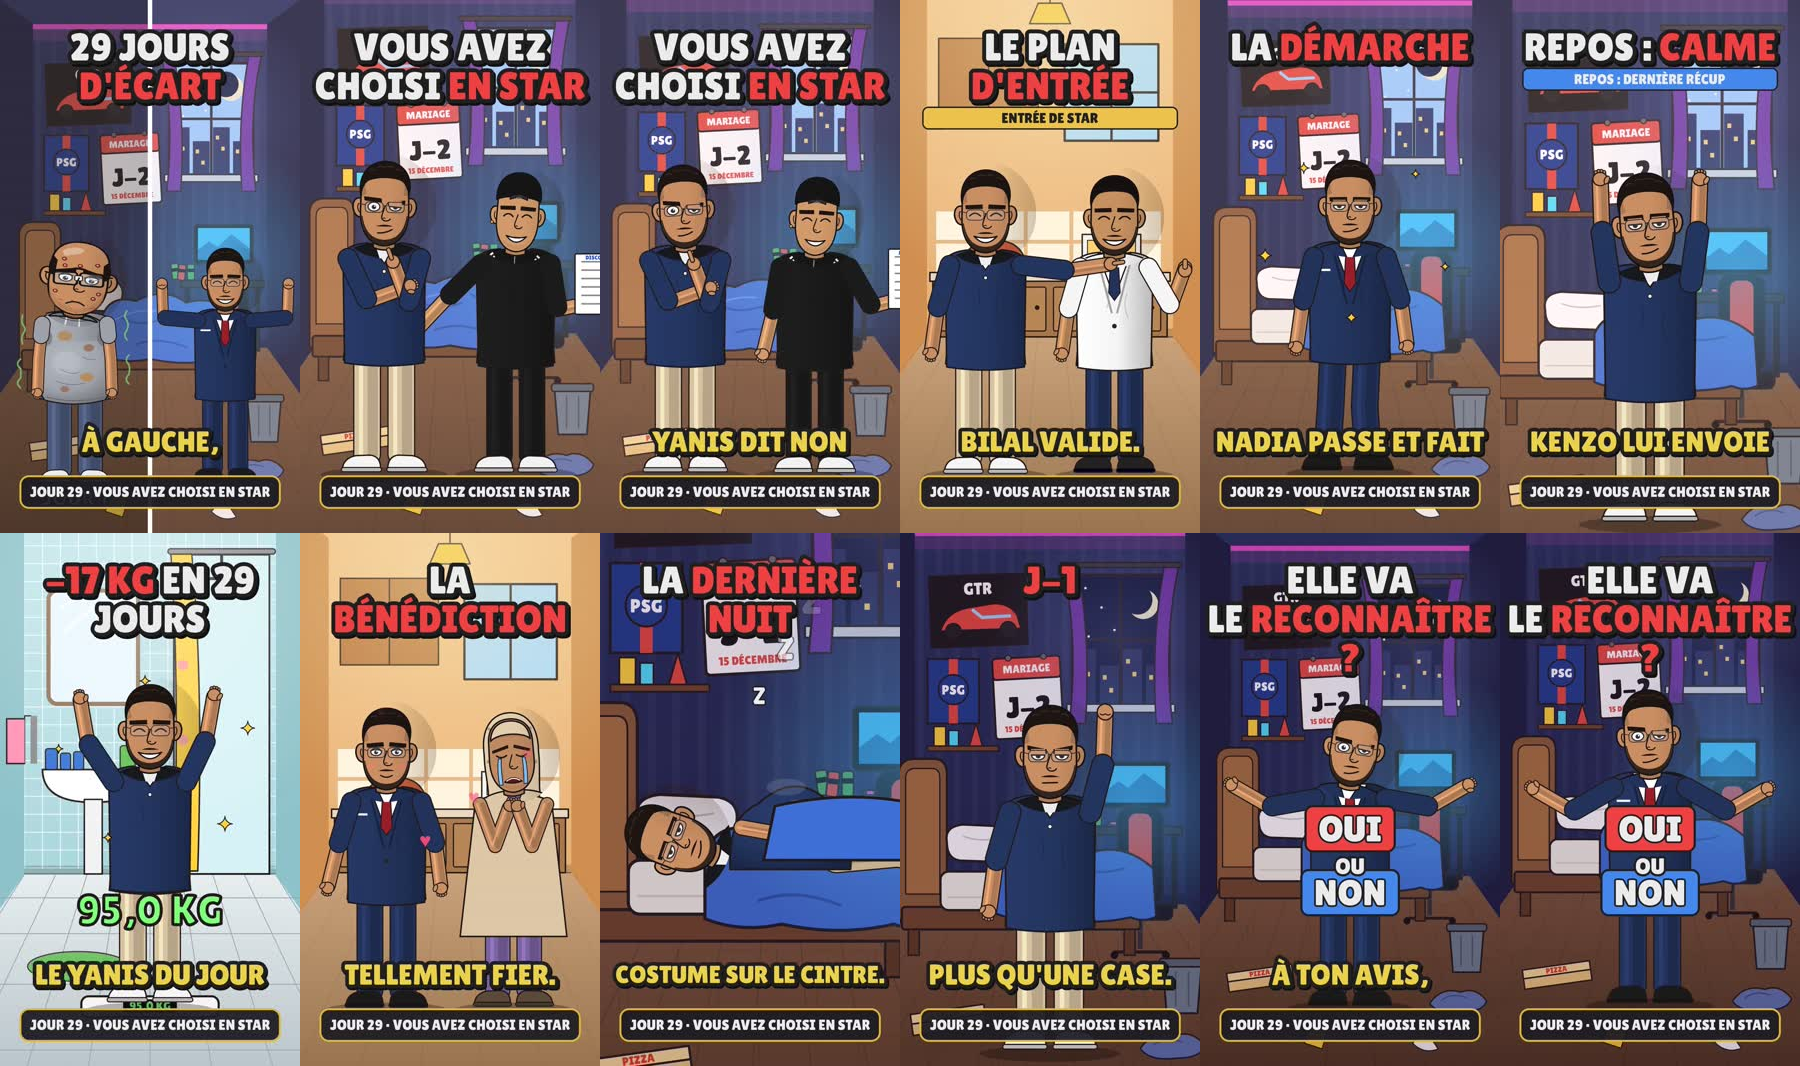 29 JOURS
D'ÉCART
PSG
MARIAGE
J-2
15 DÉCEMBRE
À GAUCHE,
JOUR 29 · VOUS AVEZ CHOISI EN STAR
VOUS AVEZ
CHOISI EN STAR
PSG
MARIAGE
J-2
15 DÉCEMBRE
JOUR 29 · VOUS AVEZ CHOISI EN STAR
VOUS AVEZ
CHOISI EN STAR
PSG
MARIAGE
J-2
15 DÉCEMBRE
YANIS DIT NON
JOUR 29 · VOUS AVEZ CHOISI EN STAR
LE PLAN
D'ENTRÉE
ENTRÉE DE STAR
BILAL VALIDE.
JOUR 29 · VOUS AVEZ CHOISI EN STAR
LA DÉMARCHE
PSG
MARIAGE
J-2
NADIA PASSE ET FAIT
JOUR 29 · VOUS AVEZ CHOISI EN STAR
REPOS : CALME
REPOS : DERNIÈRE RÉCUP
PSG
MARIAGE
J-2
KENZO LUI ENVOIE
JOUR 29 · VOUS AVEZ CHOISI EN STAR
-17 KG EN 29
JOURS
95,0 KG
LE YANIS DU JOUR
95,0 KG
JOUR 29 · VOUS AVEZ CHOISI EN STAR
LA
BÉNÉDICTION
TELLEMENT FIER.
JOUR 29 · VOUS AVEZ CHOISI EN STAR
LA DERNIÈRE
NUIT
PSG
15 DÉCEMBRE
Z
Z
COSTUME SUR LE CINTRE.
JOUR 29 · VOUS AVEZ CHOISI EN STAR
PIZZA
J-1
GTR
PSG
MARIAGE
J-2
PLUS QU'UNE CASE.
JOUR 29 · VOUS AVEZ CHOISI EN STAR
ELLE VA
LE RECONNAÎTRE
?
PSG
MARIAGE
J-2
OUI
OU
NON
PIZZA
À TON AVIS,
JOUR 29 · VOUS AVEZ CHOISI EN STAR
ELLE VA
LE RECONNAÎTRE
?
PSG
J-2
OUI
OU
NON
PIZZA
JOUR 29 · VOUS AVEZ CHOISI EN STAR